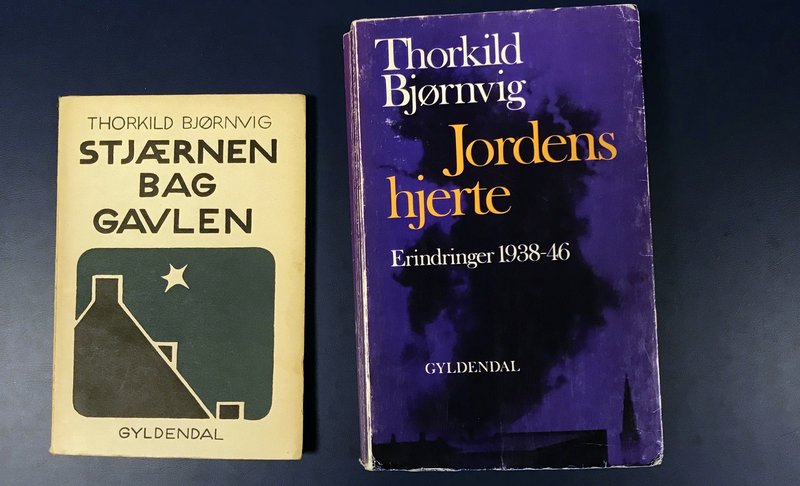 THORKILD BJØRNVIG
STJÆRNEN
BAG
GAVLEN
GYLDENDAL
Thorkild
Bjørnvig
Jordens
hjerte
Erindringer 1938-46
GYLDENDAL